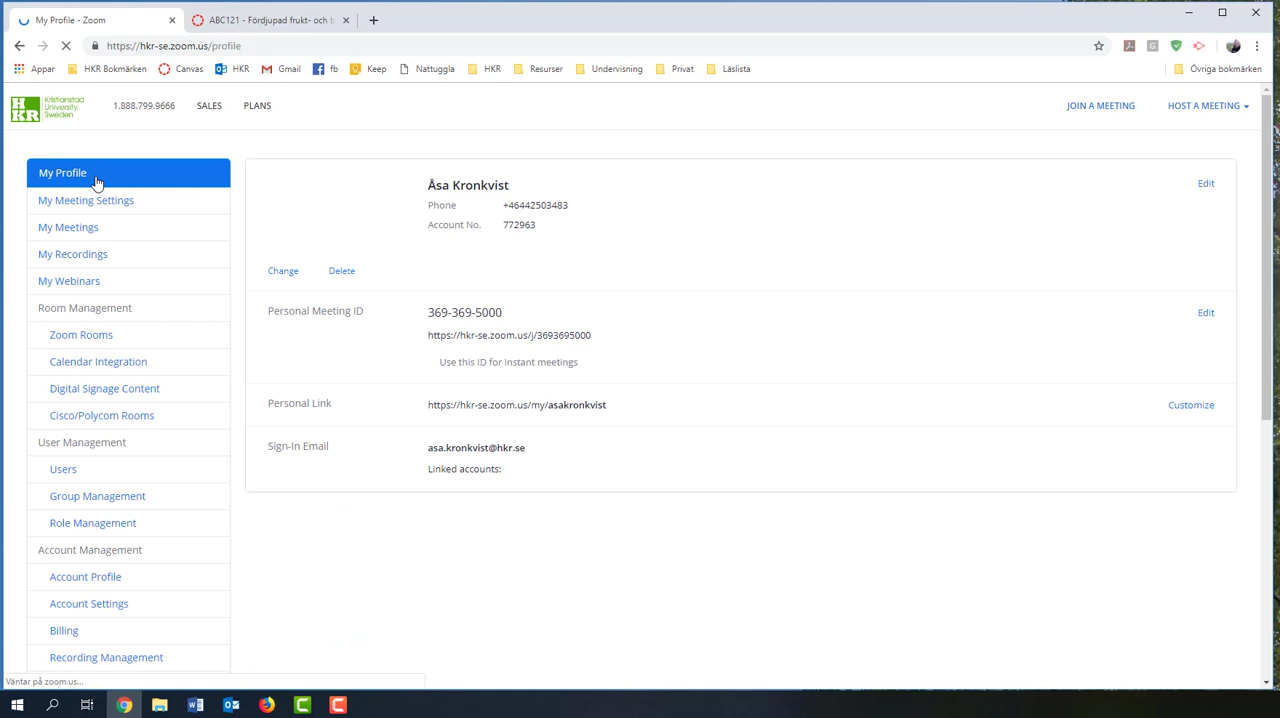 My Profile - Zoom
ABC121 - Fördjupad frukt- och b
https://hkr-se.zoom.us/profile
Appar
HKR Bokmärken
Canvas
HKR
Gmail
fb
Keep
Nattuggla
HKR
Resurser
Undervisning
Privat
Läslista
Övriga bokmärken
HKR
Kristianstad
University
Sweden
1.888.799.9666
SALES
PLANS
JOIN A MEETING
HOST A MEETING
My Profile
My Meeting Settings
My Meetings
My Recordings
My Webinars
Room Management
Zoom Rooms
Calendar Integration
Digital Signage Content
Cisco/Polycom Rooms
User Management
Users
Group Management
Role Management
Account Management
Account Profile
Account Settings
Billing
Recording Management
Åsa Kronkvist
Edit
Phone +46442503483
Account No. 772963
Change Delete
Personal Meeting ID 369-369-5000 Edit
https://hkr-se.zoom.us/j/3693695000
Use this ID for instant meetings
Personal Link https://hkr-se.zoom.us/my/asakronkvist Customize
Sign-In Email asa.kronkvist@hkr.se
Linked accounts:
Väntar på zoom.us...